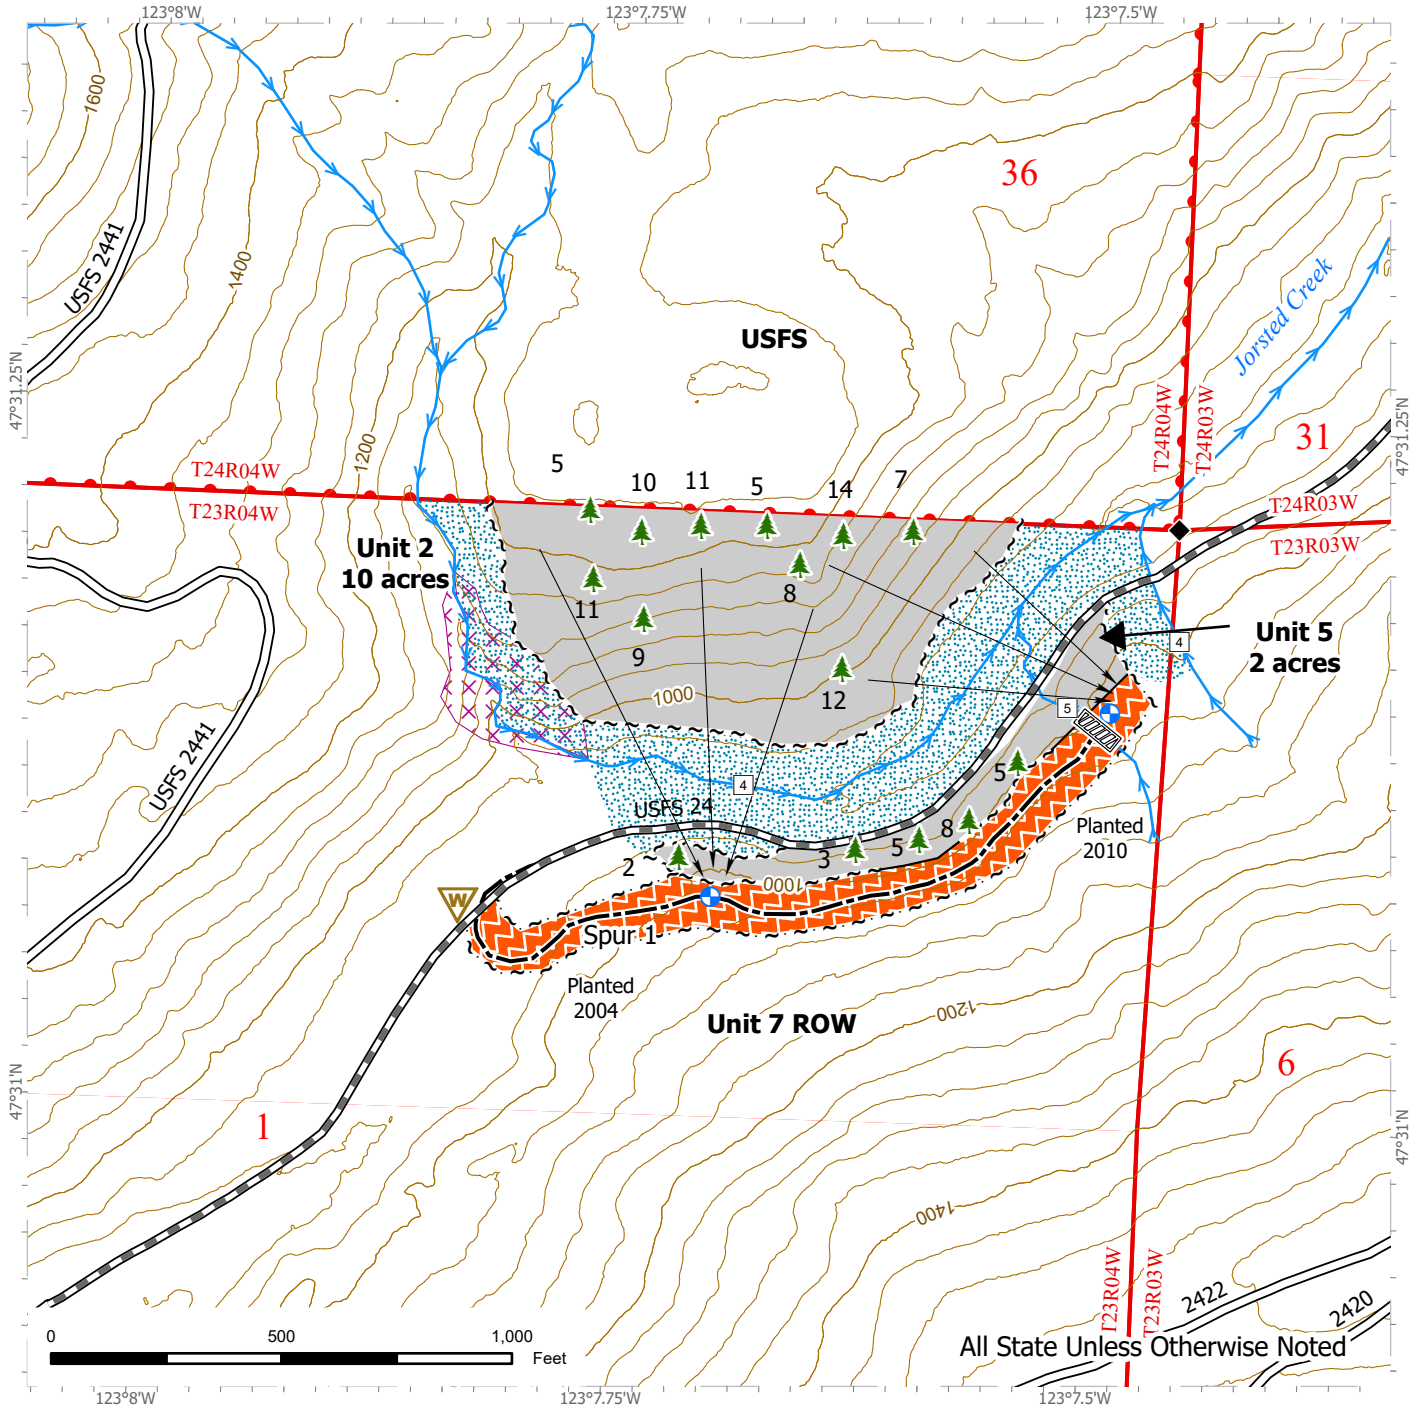 123°8'W
123°7.75'W
123°7.5'W
1600
36
USFS 2441
1400
Jorsted Creek
USFS
47°31.25'N
47°31.25'N
T24R04W
T24R03W
31
1200
5
10
11
5
14
7
T24R04W
T23R04W
T24R03W
T23R03W
Unit 2
10 acres
8
11
9
Unit 5
2 acres
4
12
1000
5
USFS 2441
5
4
USFS 24
8
Planted
2010
5
3
2
1000
W
Spur 1
Planted
2004
Unit 7 ROW
1200
6
47°31'N
47°31'N
1
1400
T23R04W
T23R03W
2422
2420
0
500
1,000
Feet
All State Unless Otherwise Noted
123°8'W
123°7.75'W
123°7.5'W